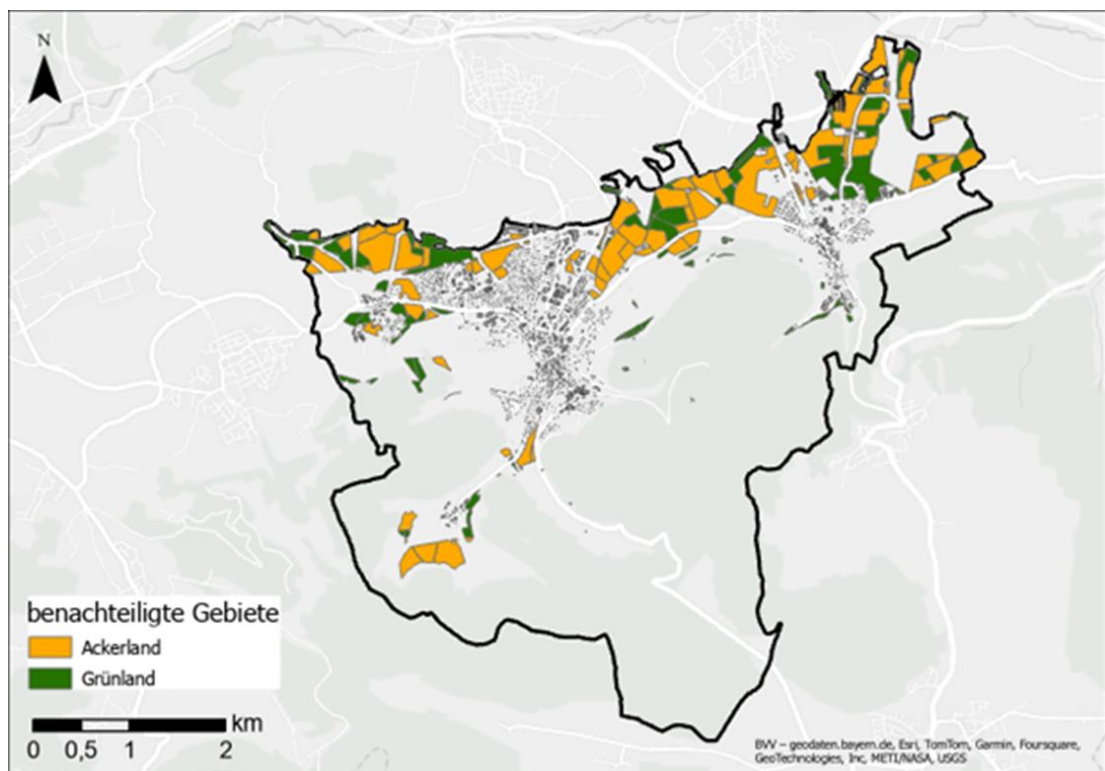 N
benachteiligte Gebiete
Ackerland
Grünland
km
0 0,5 1 2
BVV – geodaten.bayern.de, Esri, TomTom, Garmin, Foursquare,
GeoTechnologies, Inc, METI/NASA, USGS